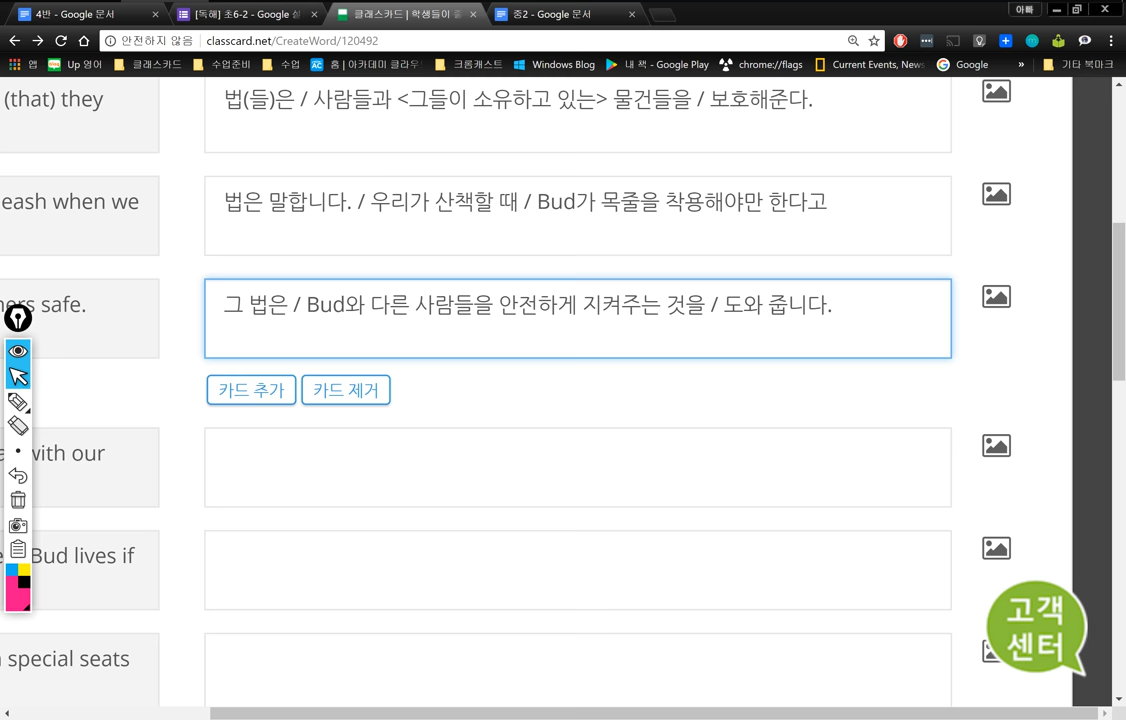 4반 - Google 문서
[독해] 초6-2 - Google 설
클래스카드 | 학생들이 즐
중2 - Google 문서
아빠
안전하지 않음
classcard.net/CreateWord/120492
앱
Up 영어
클래스카드
수업준비
수업
홈 | 아카데미 클라우
크롬캐스트
Windows Blog
내 책 - Google Play
chrome://flags
Current Events, News
Google
»
기타 북마크
(that) they
법(들)은 / 사람들과 <그들이 소유하고 있는> 물건들을 / 보호해준다.
eash when we
법은 말합니다. / 우리가 산책할 때 / Bud가 목줄을 착용해야만 한다고
safe.
그 법은 / Bud와 다른 사람들을 안전하게 지켜주는 것을 / 도와 줍니다.
카드 추가
카드 제거
with our
Bud lives if
special seats
고객
센터